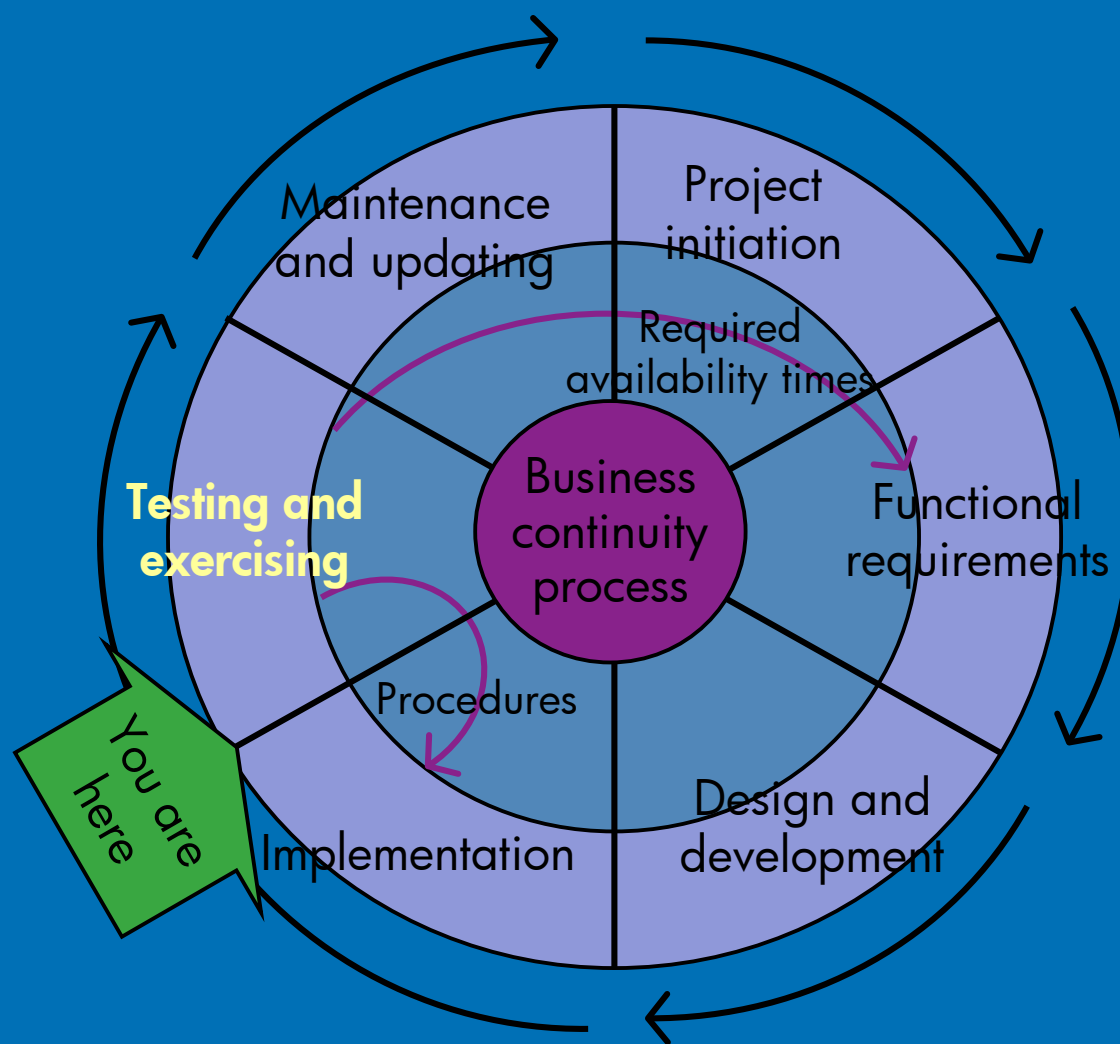 Project
initiation
Functional
requirements
Design and
development
Implementation
Testing and
exercising
Maintenance
and updating
Required
availability times
Procedures
Business
continuity
process
You are
here